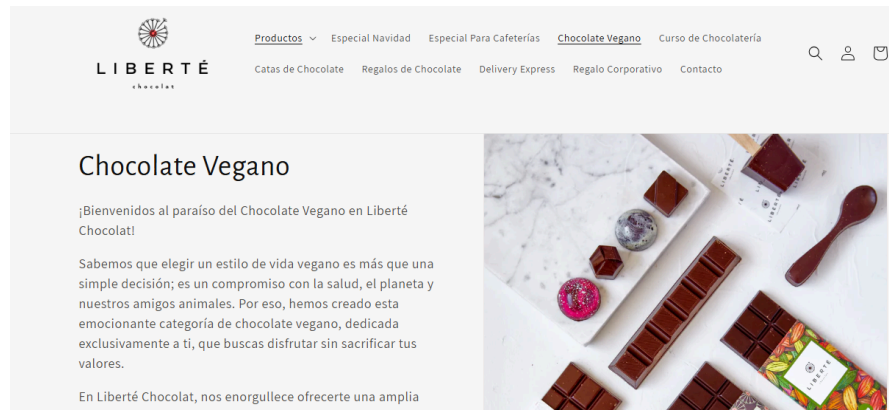 LIBERTÉ
chocolat
Productos Especial Navidad Especial Para Cafeterías Chocolate Vegano Curso de Chocolatería
Catas de Chocolate Regalos de Chocolate Delivery Express Regalo Corporativo Contacto
Chocolate Vegano
¡Bienvenidos al paraíso del Chocolate Vegano en Liberté
Chocolat!
Sabemos que elegir un estilo de vida vegano es más que una
simple decisión; es un compromiso con la salud, el planeta y
nuestros amigos animales. Por eso, hemos creado esta
emocionante categoría de chocolate vegano, dedicada
exclusivamente a ti, que buscas disfrutar sin sacrificar tus
valores.
En Liberté Chocolat, nos enorgullece ofrecerte una amplia
LIBERTÉ
LIBERTÉ